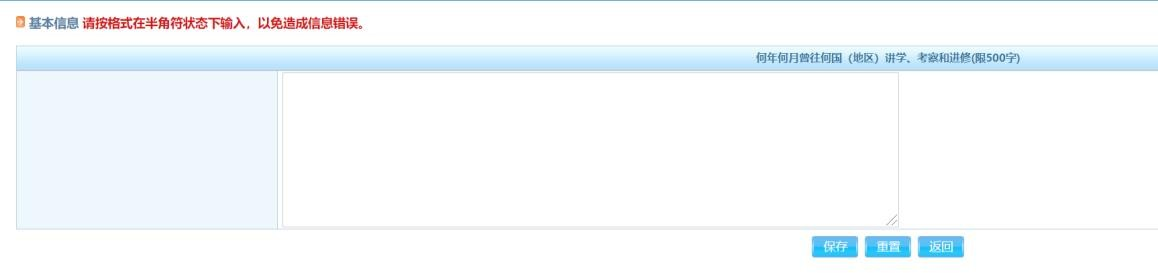 基本信息 请按格式在半角符状态下输入，以免造成信息错误。
何年何月曾往何国（地区）讲学、考察和进修(限500字)
保存 重置 返回